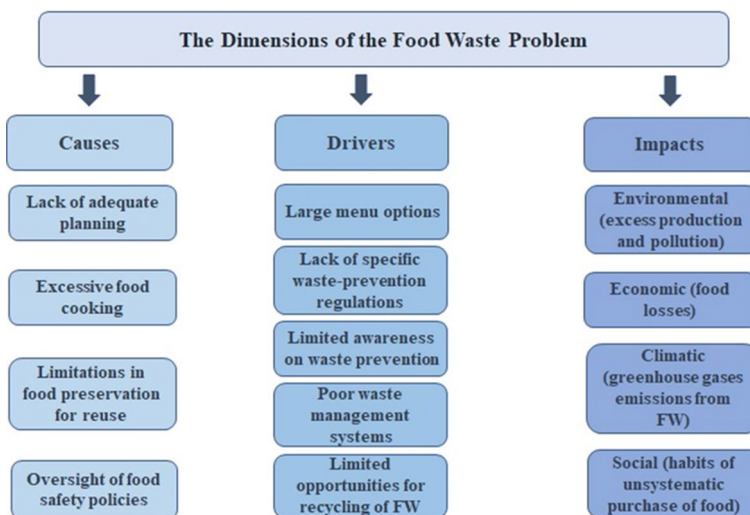 The Dimensions of the Food Waste Problem
Causes
Lack of adequate
planning
Excessive food
cooking
Limitations in
food preservation
for reuse
Oversight of food
safety policies
Drivers
Large menu options
Lack of specific
waste-prevention
regulations
Limited awareness
on waste prevention
Poor waste
management
systems
Limited
opportunities for
recycling of FW
Impacts
Environmental
(excess production
and pollution)
Economic (food
losses)
Climatic
(greenhouse gases
emissions from
FW)
Social (habits of
unsystematic
purchase of food)